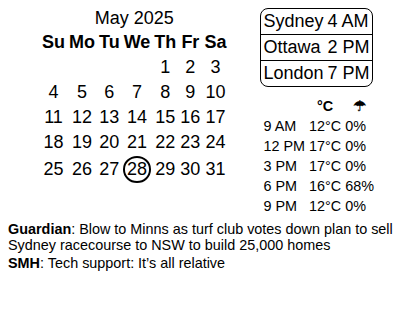 May 2025
Su Mo Tu We Th Fr Sa
1 2 3
4 5 6 7 8 9 10
11 12 13 14 15 16 17
18 19 20 21 22 23 24
25 26 27 28 29 30 31
Sydney 4 AM
Ottawa 2 PM
London 7 PM
°C ☂
9 AM 12°C 0%
12 PM 17°C 0%
3 PM 17°C 0%
6 PM 16°C 68%
9 PM 12°C 0%
Guardian: Blow to Minns as turf club votes down plan to sell
Sydney racecourse to NSW to build 25,000 homes
SMH: Tech support: It’s all relative